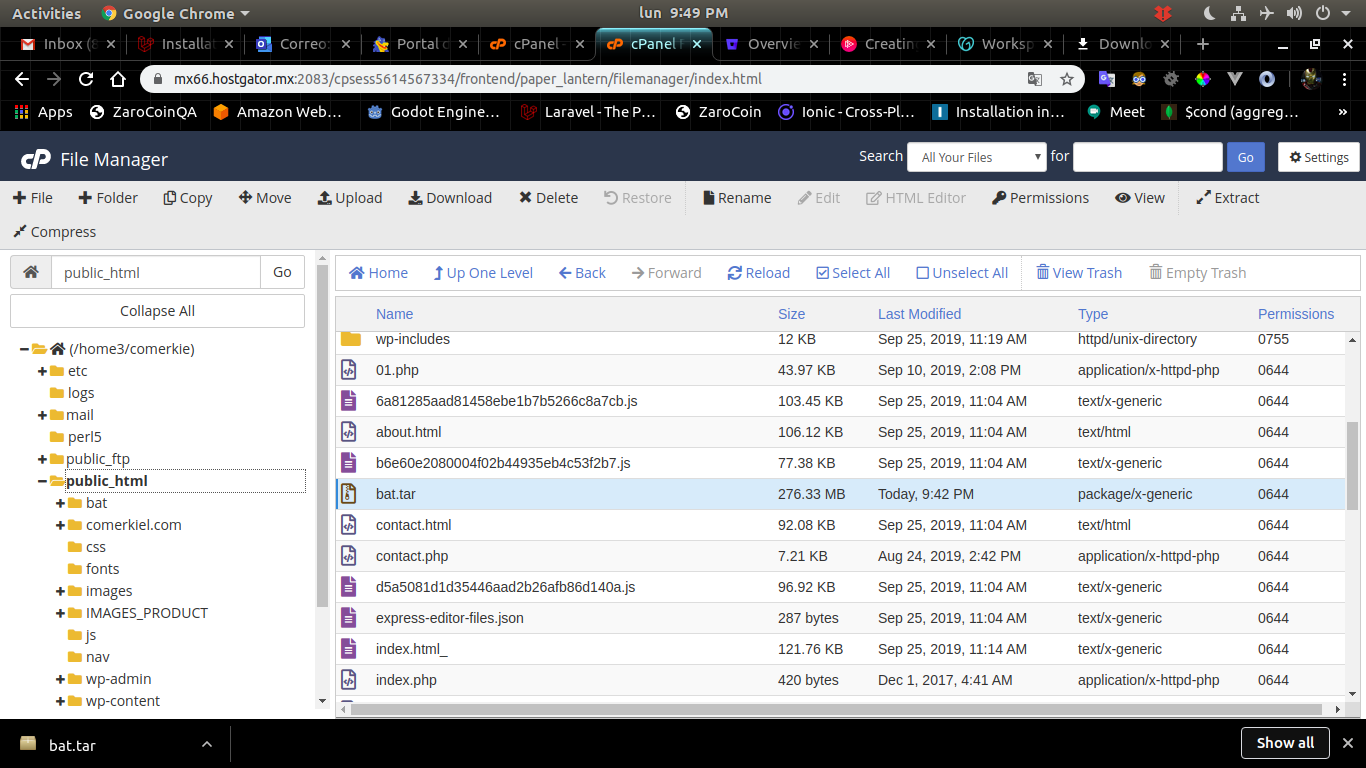 Activities Google Chrome lun 9:49 PM
Inbox (8 Installat Correo: Portal d cPanel - cPanel F Overvie Creating Worksp Downlo
mx66.hostgator.mx:2083/cpsess5614567334/frontend/paper_lantern/filemanager/index.html
Apps ZaroCoinQA Amazon Web… Godot Engine… Laravel - The P… ZaroCoin Ionic - Cross-Pl… Installation in… Meet $cond (aggreg… »
cP File Manager Search All Your Files for Go Settings
File Folder Copy Move Upload Download Delete Restore Rename Edit HTML Editor Permissions View Extract
Compress
public_html Go Home Up One Level Back Forward Reload Select All Unselect All View Trash Empty Trash
Collapse All
Name Size Last Modified Type Permissions
(/home3/comerkie)
etc
logs
mail
perl5
public_ftp
public_html
bat
comerkiel.com
css
fonts
images
IMAGES_PRODUCT
js
nav
wp-admin
wp-content
wp-includes 12 KB Sep 25, 2019, 11:19 AM httpd/unix-directory 0755
01.php 43.97 KB Sep 10, 2019, 2:08 PM application/x-httpd-php 0644
6a81285aad81458ebe1b7b5266c8a7cb.js 103.45 KB Sep 25, 2019, 11:04 AM text/x-generic 0644
about.html 106.12 KB Sep 25, 2019, 11:04 AM text/html 0644
b6e60e2080004f02b44935eb4c53f2b7.js 77.38 KB Sep 25, 2019, 11:04 AM text/x-generic 0644
bat.tar 276.33 MB Today, 9:42 PM package/x-generic 0644
contact.html 92.08 KB Sep 25, 2019, 11:04 AM text/html 0644
contact.php 7.21 KB Aug 24, 2019, 2:42 PM application/x-httpd-php 0644
d5a5081d1d35446aad2b26afb86d140a.js 96.92 KB Sep 25, 2019, 11:04 AM text/x-generic 0644
express-editor-files.json 287 bytes Sep 25, 2019, 11:04 AM text/x-generic 0644
index.html_ 121.76 KB Sep 25, 2019, 11:14 AM text/x-generic 0644
index.php 420 bytes Dec 1, 2017, 4:41 AM application/x-httpd-php 0644
bat.tar Show all